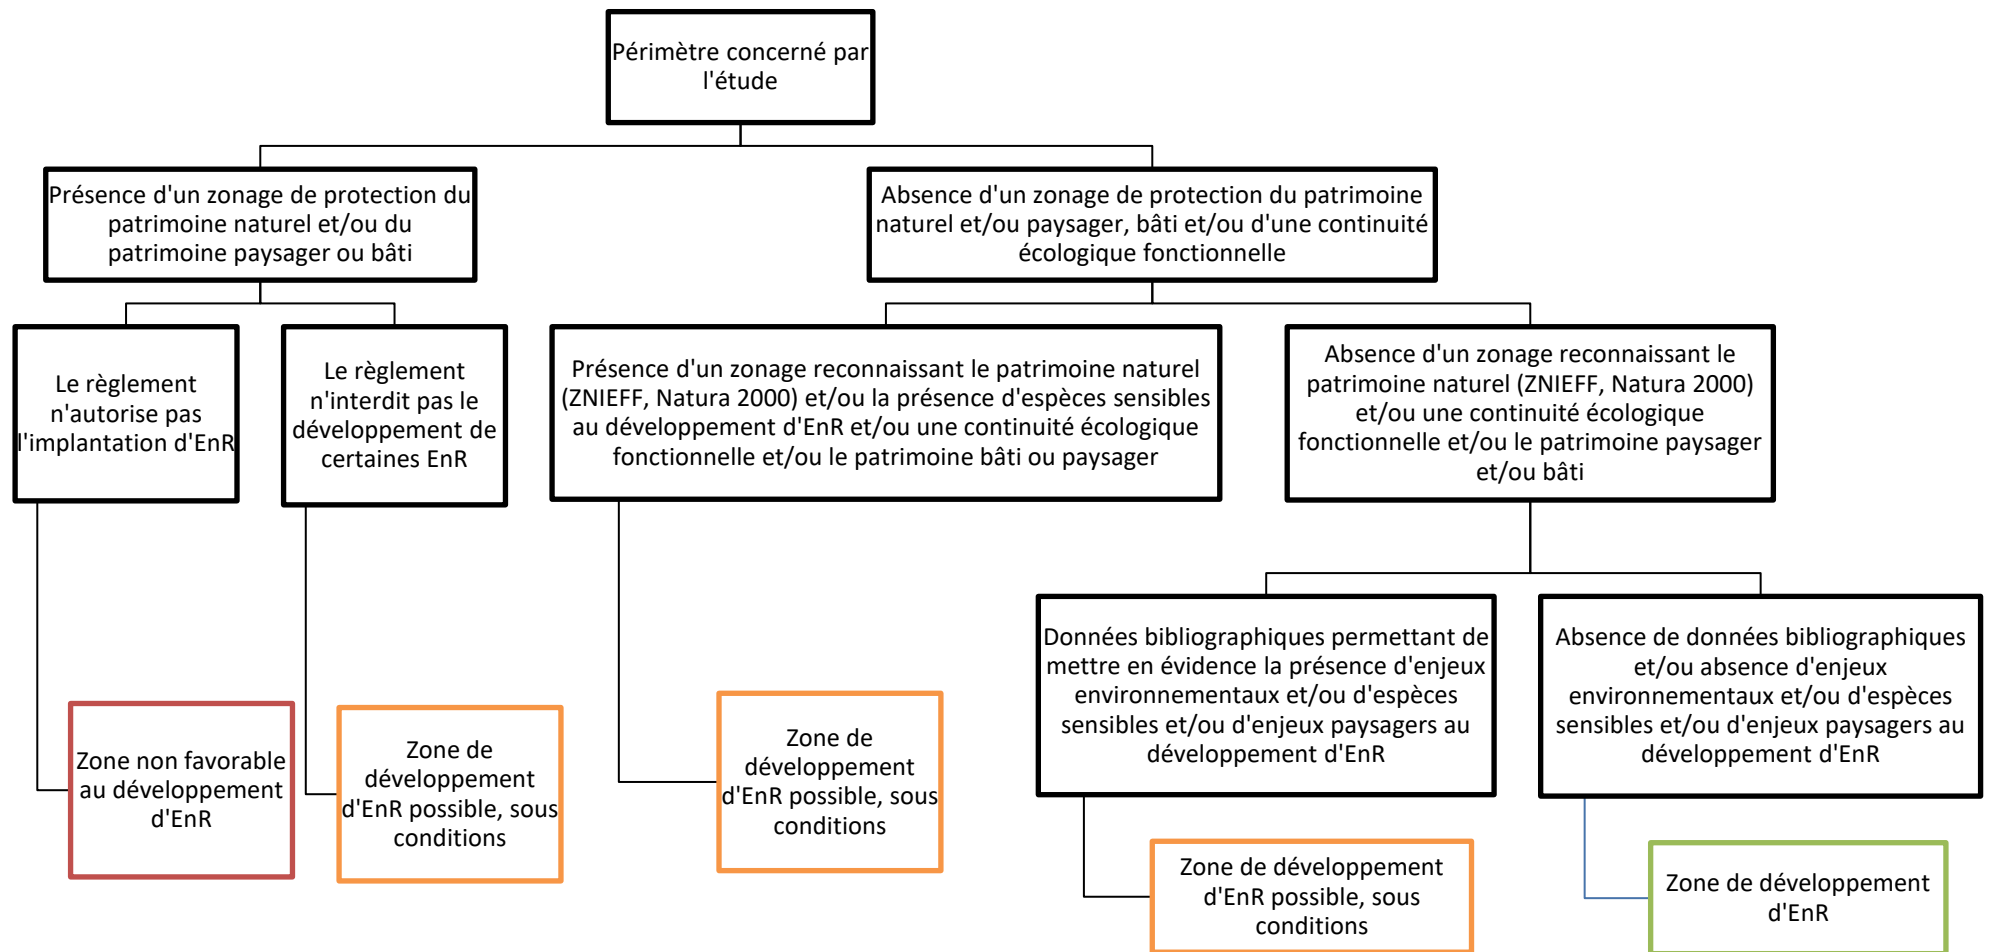 Périmètre concerné par
l'étude
Présence d'un zonage de protection du
patrimoine naturel et/ou du
patrimoine paysager ou bâti
Absence d'un zonage de protection du patrimoine
naturel et/ou paysager, bâti et/ou d'une continuité
écologique fonctionnelle
Le règlement
n'autorise pas
l'implantation d'EnR
Le règlement
n'interdit pas le
développement de
certaines EnR
Présence d'un zonage reconnaissant le patrimoine naturel
(ZNIEFF, Natura 2000) et/ou la présence d'espèces sensibles
au développement d'EnR et/ou une continuité écologique
fonctionnelle et/ou le patrimoine bâti ou paysager
Absence d'un zonage reconnaissant le
patrimoine naturel (ZNIEFF, Natura 2000)
et/ou une continuité écologique
fonctionnelle et/ou le patrimoine paysager
et/ou bâti
Données bibliographiques permettant de
mettre en évidence la présence d'enjeux
environnementaux et/ou d'espèces
sensibles et/ou d'enjeux paysagers au
développement d'EnR
Absence de données bibliographiques
et/ou absence d'enjeux
environnementaux et/ou d'espèces
sensibles et/ou d'enjeux paysagers au
développement d'EnR
Zone non favorable
au développement
d'EnR
Zone de
développement
d'EnR possible, sous
conditions
Zone de
développement
d'EnR possible, sous
conditions
Zone de développement
d'EnR possible, sous
conditions
Zone de développement
d'EnR